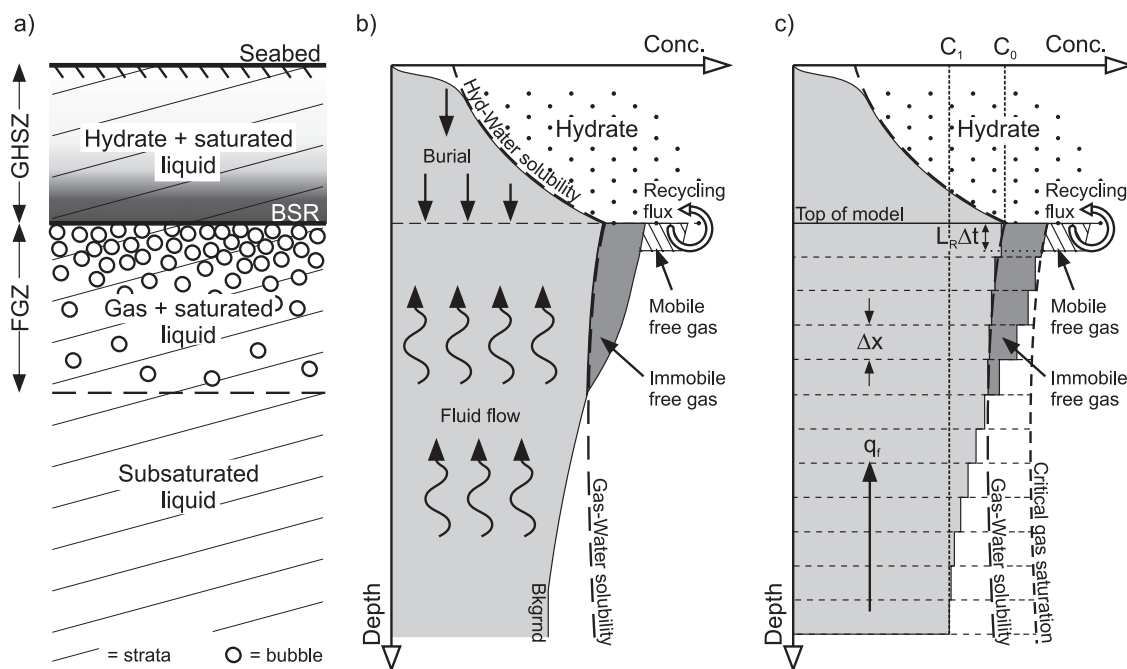 a)
Seabed
GHSZ
Hydrate + saturated
liquid
BSR
FGZ
Gas + saturated
liquid
Subsaturated
liquid
= strata
= bubble
b)
Conc.
Hyd-Water solubility
Hydrate
Burial
Recycling
flux
Mobile
free gas
Immobile
free gas
Fluid flow
Gas-Water solubility
Bkgrnd
Depth
c)
C1
C0
Conc.
Hydrate
Recycling
flux
Top of model
LRΔt
Mobile
free gas
Δx
Immobile
free gas
qf
Gas-Water solubility
Critical gas saturation
Depth